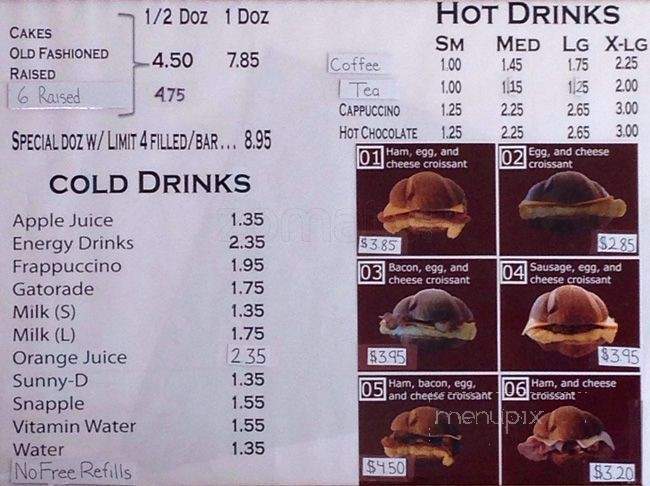 1/2 Doz 1 Doz
Cakes
Old Fashioned 4.50 7.85
Raised
6 Raised 4.75
Special doz w/ Limit 4 filled/bar... 8.95
Cold Drinks
Apple Juice 1.35
Energy Drinks 2.35
Frappuccino 1.95
Gatorade 1.75
Milk (S) 1.35
Milk (L) 1.75
Orange Juice 2.35
Sunny-D 1.35
Snapple 1.55
Vitamin Water 1.55
Water 1.35
No Free Refills
Hot Drinks
Sm Med Lg X-Lg
Coffee 1.00 1.45 1.75 2.25
Tea 1.00 1.15 1.25 2.00
Cappuccino 1.25 2.25 2.65 3.00
Hot Chocolate 1.25 2.25 2.65 3.00
01 Ham, egg, and
cheese croissant
$3.85
02 Egg, and cheese
croissant
$2.85
03 Bacon, egg, and
cheese croissant
$3.95
04 Sausage, egg, and
cheese croissant
$3.95
05 Ham, bacon, egg,
and cheese croissant
$4.50
06 Ham, and cheese
croissant
$3.20
menupix